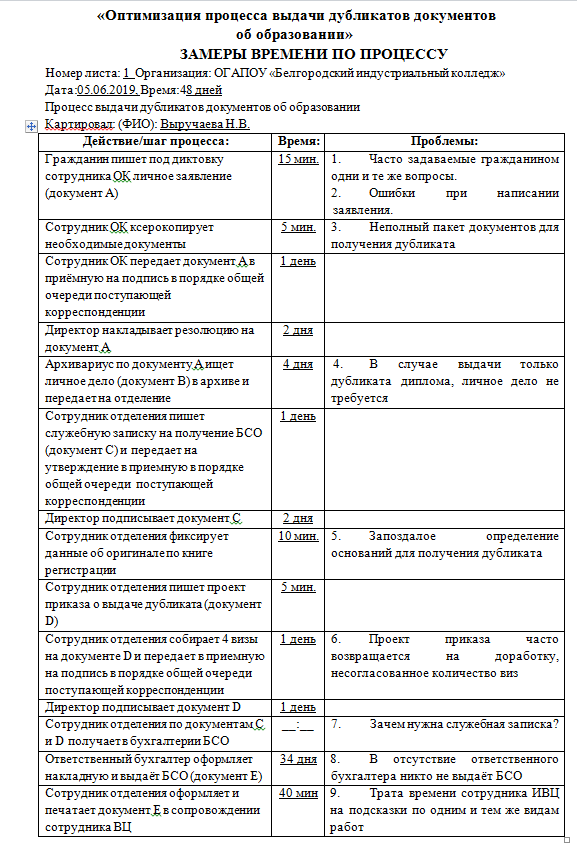 «Оптимизация процесса выдачи дубликатов документов
об образовании»
ЗАМЕРЫ ВРЕМЕНИ ПО ПРОЦЕССУ
Номер листа: 1 Организация: ОГАПОУ «Белгородский индустриальный колледж»
Дата:05.06.2019. Время:48 дней
Процесс выдачи дубликатов документов об образовании
Картировал: (ФИО): Выручаева Н.В.
Действие/шаг процесса: Время: Проблемы:
Гражданин пишет под диктовку
сотрудника ОК личное заявление
(документ А)
15 мин.
1. Часто задаваемые гражданином
одни и те же вопросы.
2. Ошибки при написании
заявления.
Сотрудник ОК ксерокопирует
необходимые документы
5 мин.
3. Неполный пакет документов для
получения дубликата
Сотрудник ОК передает документ А в
приёмную на подпись в порядке общей
очереди поступающей
корреспонденции
1 день
Директор накладывает резолюцию на
документ А
2 дня
Архивариус по документу А ищет
личное дело (документ В) в архиве и
передает на отделение
4 дня
4. В случае выдачи только
дубликата диплома, личное дело не
требуется
Сотрудник отделения пишет
служебную записку на получение БСО
(документ С) и передает на
утверждение в приемную в порядке
общей очереди поступающей
корреспонденции
1 день
Директор подписывает документ С
2 дня
Сотрудник отделения фиксирует
данные об оригинале по книге
регистрации
10 мин.
5. Запоздалое определение
оснований для получения дубликата
Сотрудник отделения пишет проект
приказа о выдаче дубликата (документ
D)
5 мин.
Сотрудник отделения собирает 4 визы
на документе D и передает в приемную
на подпись в порядке общей очереди
поступающей корреспонденции
1 день
6. Проект приказа часто
возвращается на доработку,
несогласованное количество виз
Директор подписывает документ D
1 день
Сотрудник отделения по документам С
и D получает в бухгалтерии БСО
__:__
7. Зачем нужна служебная записка?
Ответственный бухгалтер оформляет
накладную и выдаёт БСО (документ Е)
34 дня
8. В отсутствие ответственного
бухгалтера никто не выдаёт БСО
Сотрудник отделения оформляет и
печатает документ Е в сопровождении
сотрудника ВЦ
40 мин
9. Трата времени сотрудника ИВЦ
на подсказки по одним и тем же видам
работ